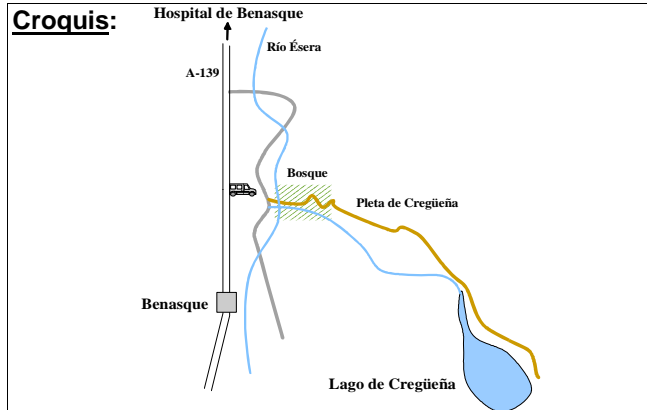 Croquis:
Hospital de Benasque
Río Ésera
A-139
Bosque
Pleta de Cregüeña
Benasque
Lago de Cregüeña